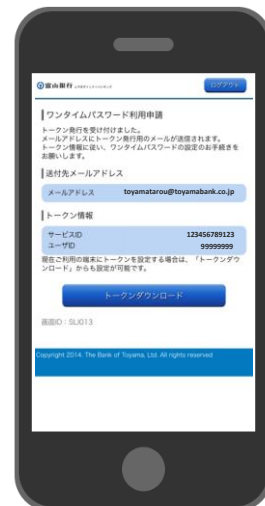 富山銀行
ログアウト
ワンタイムパスワード利用申請
トークン発行を受け付けました。
メールアドレスにトークン発行用のメールが送信されます。
トークン情報に従い、ワンタイムパスワードの設定のお手続きを
お願いします。
送付先メールアドレス
メールアドレス toyamatarou@toyamabank.co.jp
トークン情報
サービスID 123456789123
ユーザID 99999999
現在ご利用の端末にトークンを設定する場合は、「トークンダウ
ンロード」からも設定が可能です。
トークンダウンロード
画面ID：SLI013
Copyright 2014. The Bank of Toyama, Ltd. All rights reserved